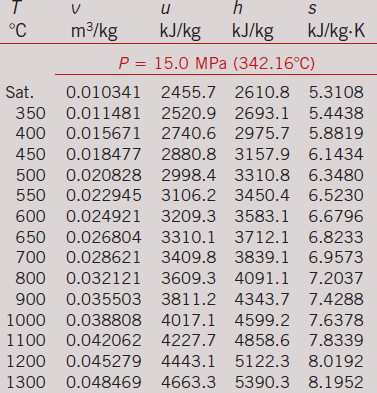 T v u h s
°C m³/kg kJ/kg kJ/kg kJ/kg·K
P = 15.0 MPa (342.16°C)
Sat. 0.010341 2455.7 2610.8 5.3108
350 0.011481 2520.9 2693.1 5.4438
400 0.015671 2740.6 2975.7 5.8819
450 0.018477 2880.8 3157.9 6.1434
500 0.020828 2998.4 3310.8 6.3480
550 0.022945 3106.2 3450.4 6.5230
600 0.024921 3209.3 3583.1 6.6796
650 0.026804 3310.1 3712.1 6.8233
700 0.028621 3409.8 3839.1 6.9573
800 0.032121 3609.3 4091.1 7.2037
900 0.035503 3811.2 4343.7 7.4288
1000 0.038808 4017.1 4599.2 7.6378
1100 0.042062 4227.7 4858.6 7.8339
1200 0.045279 4443.1 5122.3 8.0192
1300 0.048469 4663.3 5390.3 8.1952